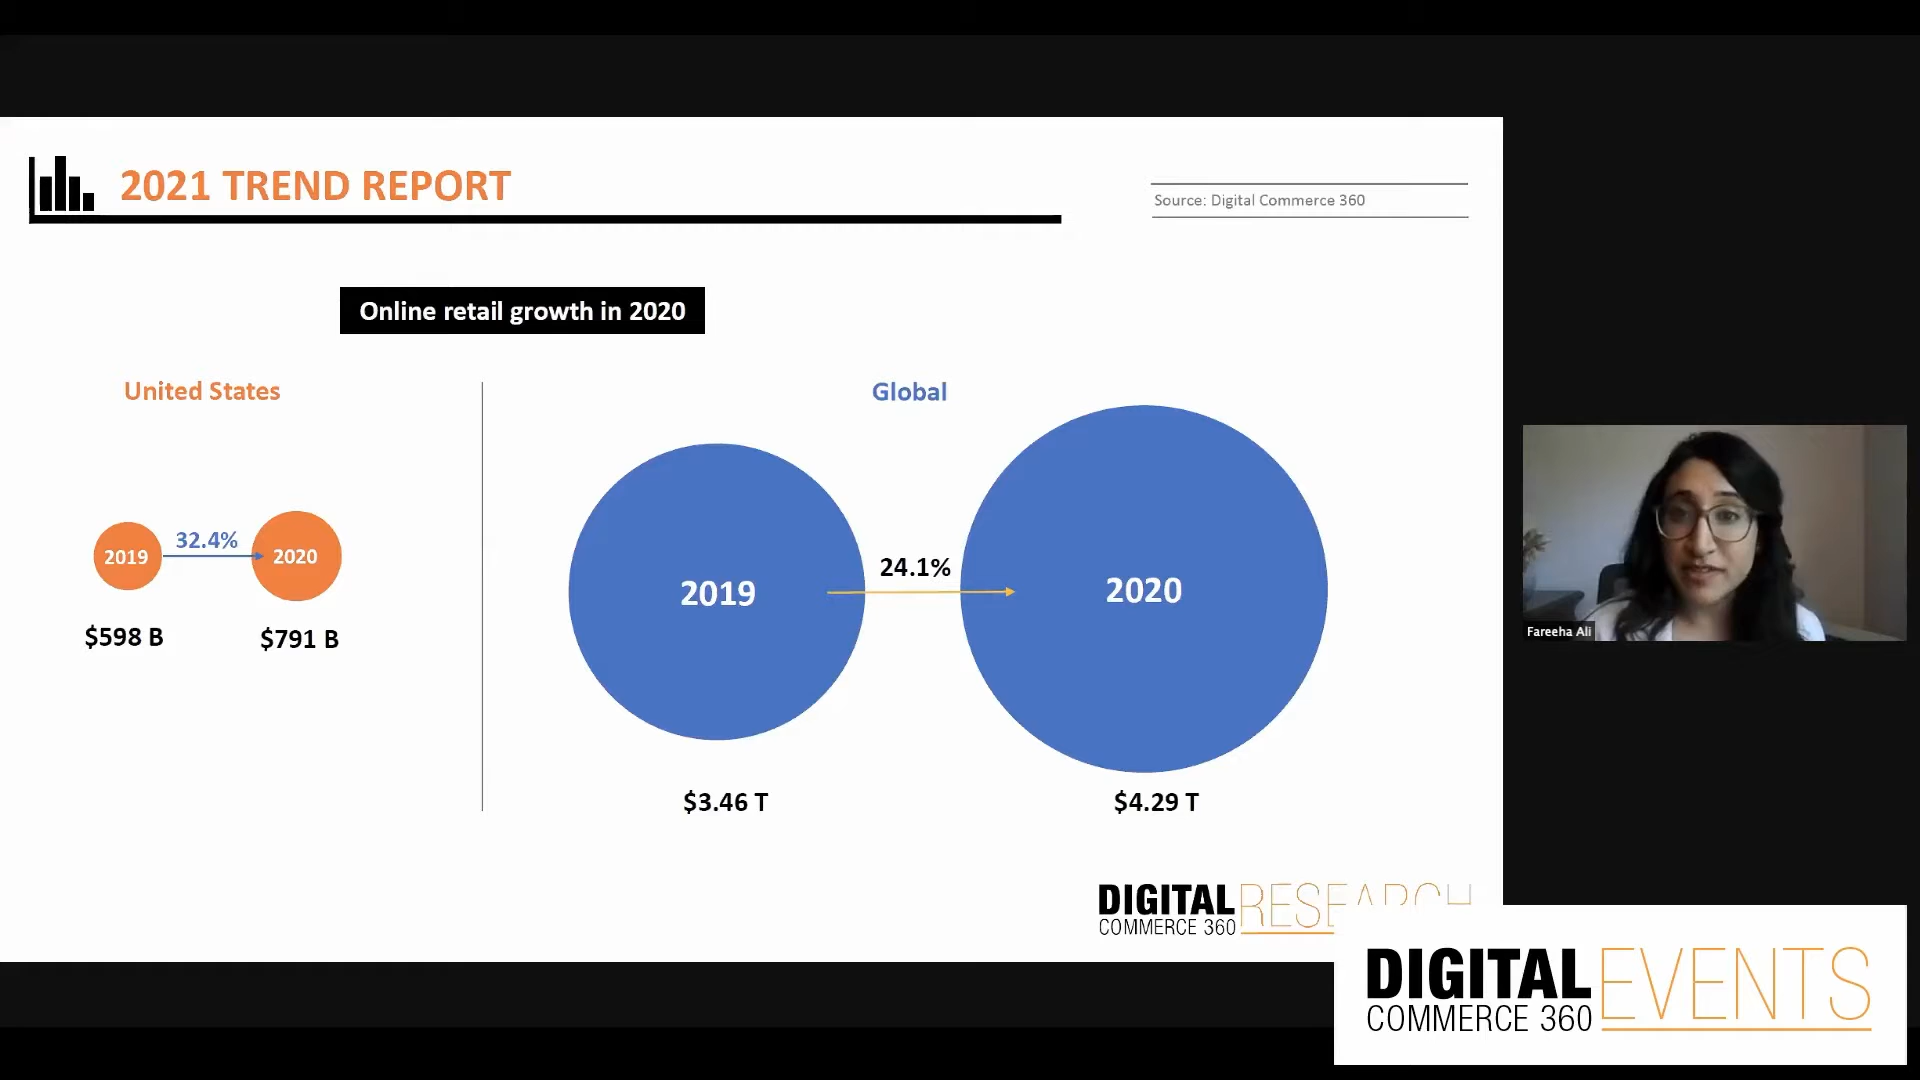 2021 TREND REPORT
Source: Digital Commerce 360
Online retail growth in 2020
United States
Global
2019
32.4%
2020
$598 B
$791 B
2019
24.1%
2020
$3.46 T
$4.29 T
Fareeha Ali
DIGITAL RESEARCH
COMMERCE 360
DIGITAL EVENTS
COMMERCE 360